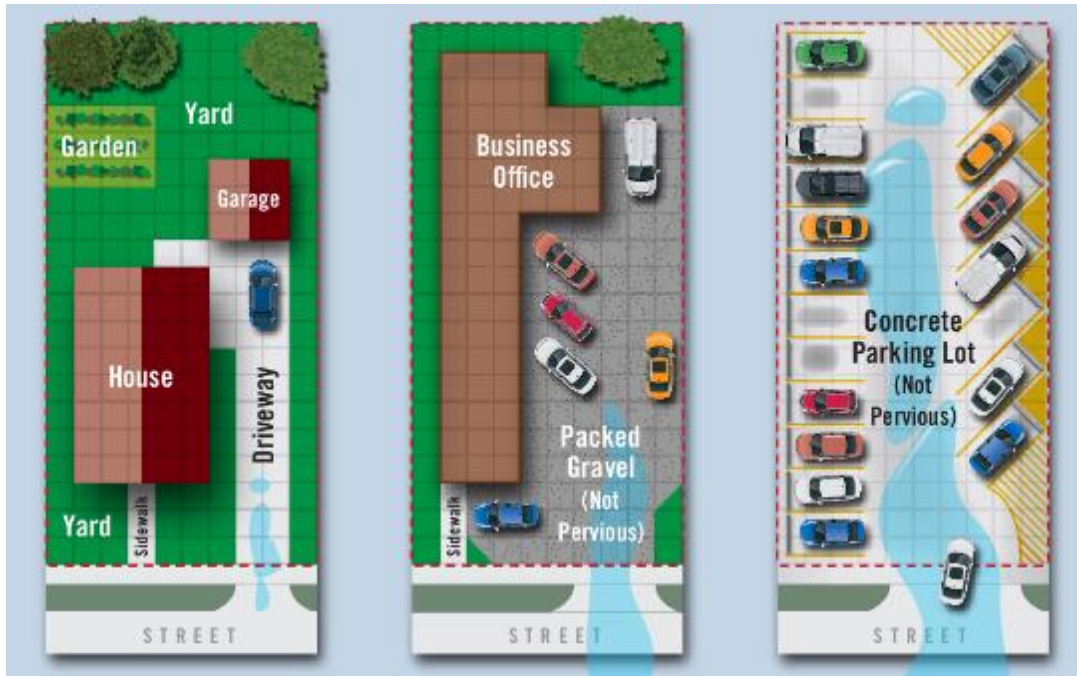 Yard
Garden
Garage
House
Driveway
Yard
Sidewalk
STREET
Business
Office
Packed
Gravel
(Not
Pervious)
Sidewalk
STREET
Concrete
Parking Lot
(Not
Pervious)
STREET